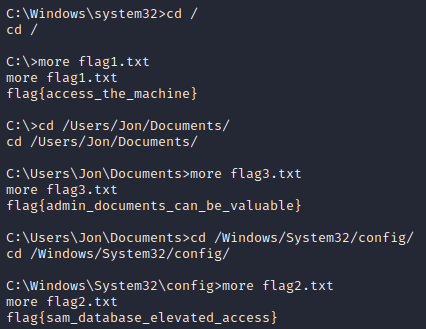 C:\Windows\system32>cd /
cd /
C:\>more flag1.txt
more flag1.txt
flag{access_the_machine}
C:\>cd /Users/Jon/Documents/
cd /Users/Jon/Documents/
C:\Users\Jon\Documents>more flag3.txt
more flag3.txt
flag{admin_documents_can_be_valuable}
C:\Users\Jon\Documents>cd /Windows/System32/config/
cd /Windows/System32/config/
C:\Windows\System32\config>more flag2.txt
more flag2.txt
flag{sam_database_elevated_access}